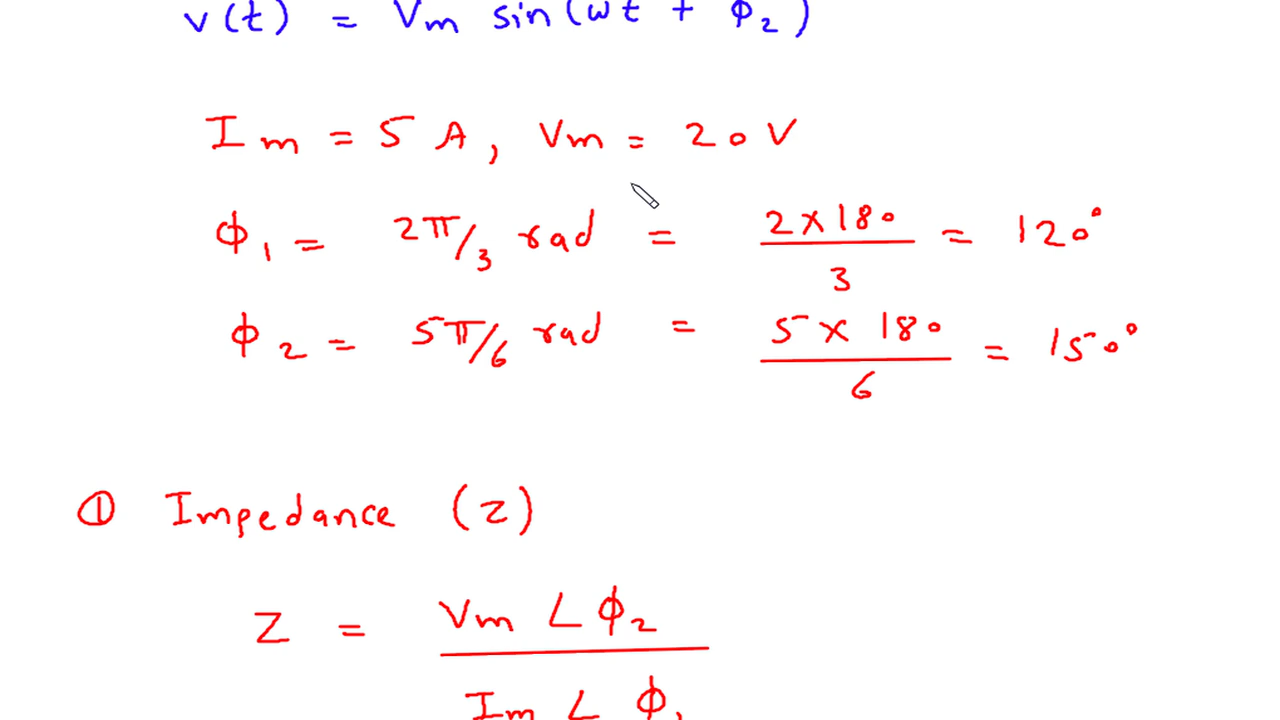 v(t) = Vm sin(ωt + Φ2)
Im = 5 A, Vm = 20 V
Φ1 = 2π/3 rad = 2×180/3 = 120°
Φ2 = 5π/6 rad = 5×180/6 = 150°
① Impedance (Z)
Z = Vm ∠Φ2 / Im ∠Φ1